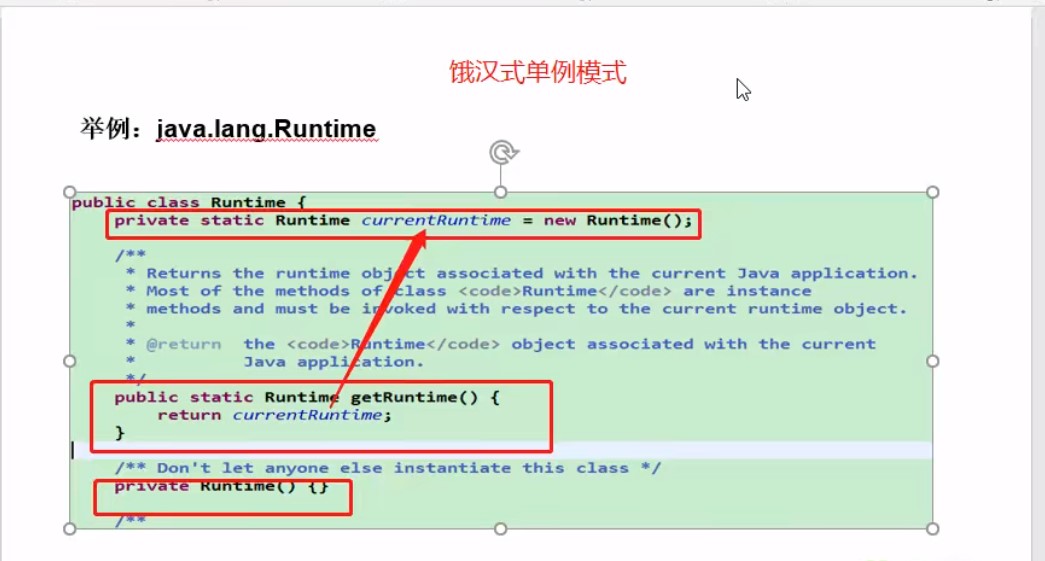 饿汉式单例模式
举例：java.lang.Runtime
public class Runtime {
private static Runtime currentRuntime = new Runtime();
/**
* Returns the runtime object associated with the current Java application.
* Most of the methods of class <code>Runtime</code> are instance
* methods and must be invoked with respect to the current runtime object.
*
* @return  the <code>Runtime</code> object associated with the current
*          Java application.
*/
public static Runtime getRuntime() {
return currentRuntime;
}
/** Don't let anyone else instantiate this class */
private Runtime() {}
/**